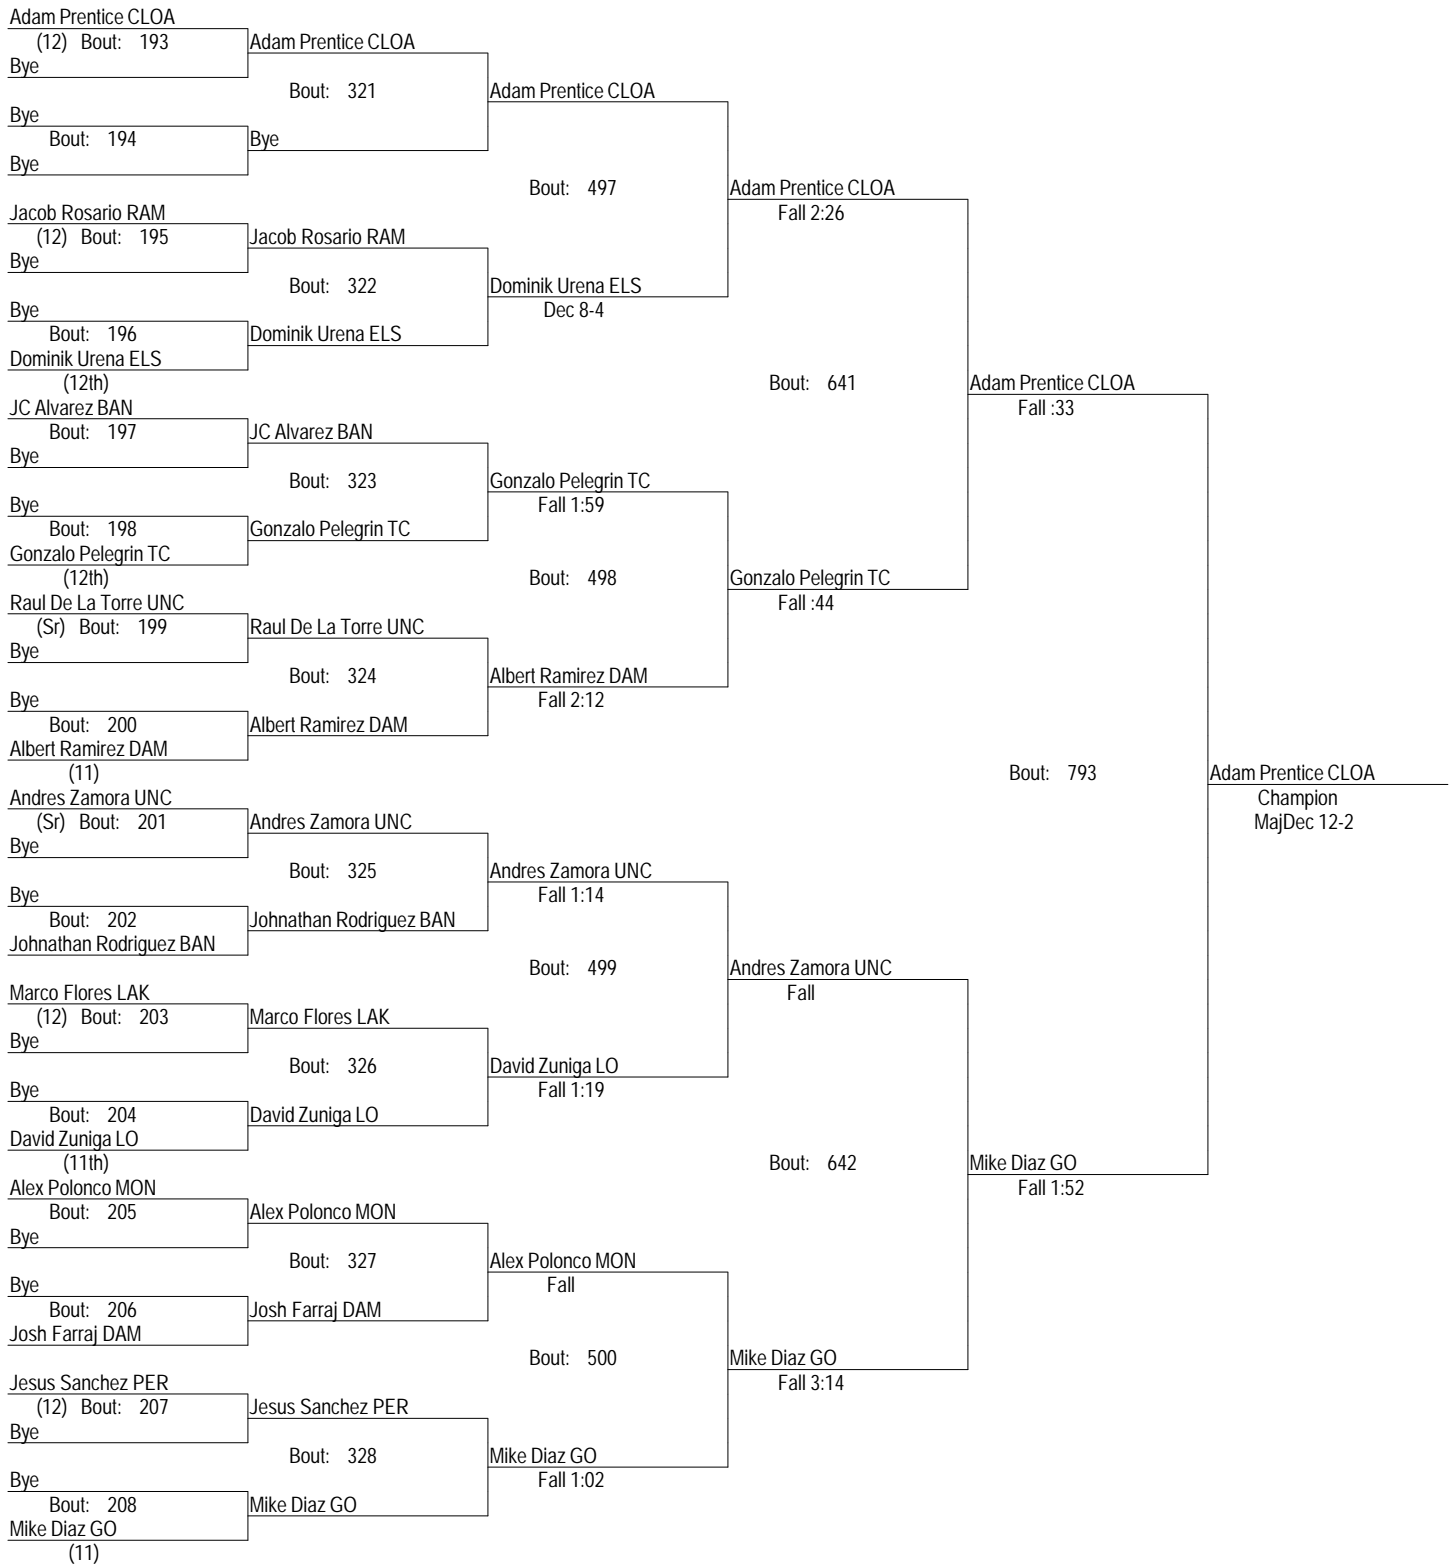 Adam Prentice CLOA
(12) Bout: 193
Bye
Bye
Bout: 194
Bye
Jacob Rosario RAM
(12) Bout: 195
Bye
Bye
Bout: 196
Dominik Urena ELS
(12th)
JC Alvarez BAN
Bout: 197
Bye
Bye
Bout: 198
Gonzalo Pelegrin TC
(12th)
Raul De La Torre UNC
(Sr) Bout: 199
Bye
Bye
Bout: 200
Albert Ramirez DAM
(11)
Andres Zamora UNC
(Sr) Bout: 201
Bye
Bye
Bout: 202
Johnathan Rodriguez BAN
Marco Flores LAK
(12) Bout: 203
Bye
Bye
Bout: 204
David Zuniga LO
(11th)
Alex Polonco MON
Bout: 205
Bye
Bye
Bout: 206
Josh Farraj DAM
Jesus Sanchez PER
(12) Bout: 207
Bye
Bye
Bout: 208
Mike Diaz GO
(11)
Adam Prentice CLOA
Bout: 321
Bye
Jacob Rosario RAM
Bout: 322
Dominik Urena ELS
JC Alvarez BAN
Bout: 323
Gonzalo Pelegrin TC
Raul De La Torre UNC
Bout: 324
Albert Ramirez DAM
Andres Zamora UNC
Bout: 325
Johnathan Rodriguez BAN
Marco Flores LAK
Bout: 326
David Zuniga LO
Alex Polonco MON
Bout: 327
Josh Farraj DAM
Jesus Sanchez PER
Bout: 328
Mike Diaz GO
Adam Prentice CLOA
Bout: 497
Dominik Urena ELS
Dec 8-4
Gonzalo Pelegrin TC
Fall 1:59
Bout: 498
Albert Ramirez DAM
Fall 2:12
Andres Zamora UNC
Fall 1:14
Bout: 499
David Zuniga LO
Fall 1:19
Alex Polonco MON
Fall
Bout: 500
Mike Diaz GO
Fall 1:02
Adam Prentice CLOA
Fall 2:26
Bout: 641
Gonzalo Pelegrin TC
Fall :44
Andres Zamora UNC
Fall
Bout: 642
Mike Diaz GO
Fall 3:14
Adam Prentice CLOA
Fall :33
Bout: 793
Mike Diaz GO
Fall 1:52
Adam Prentice CLOA
Champion
MajDec 12-2